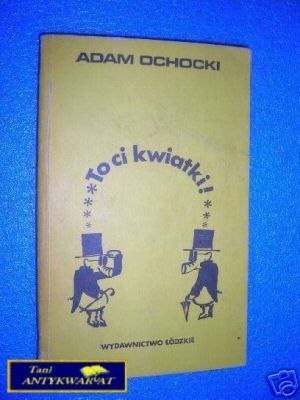 ADAM OCHOCKI
To ci kwiatki!
WYDAWNICTWO ŁÓDZKIE
Tani
ANTYKWARIAT